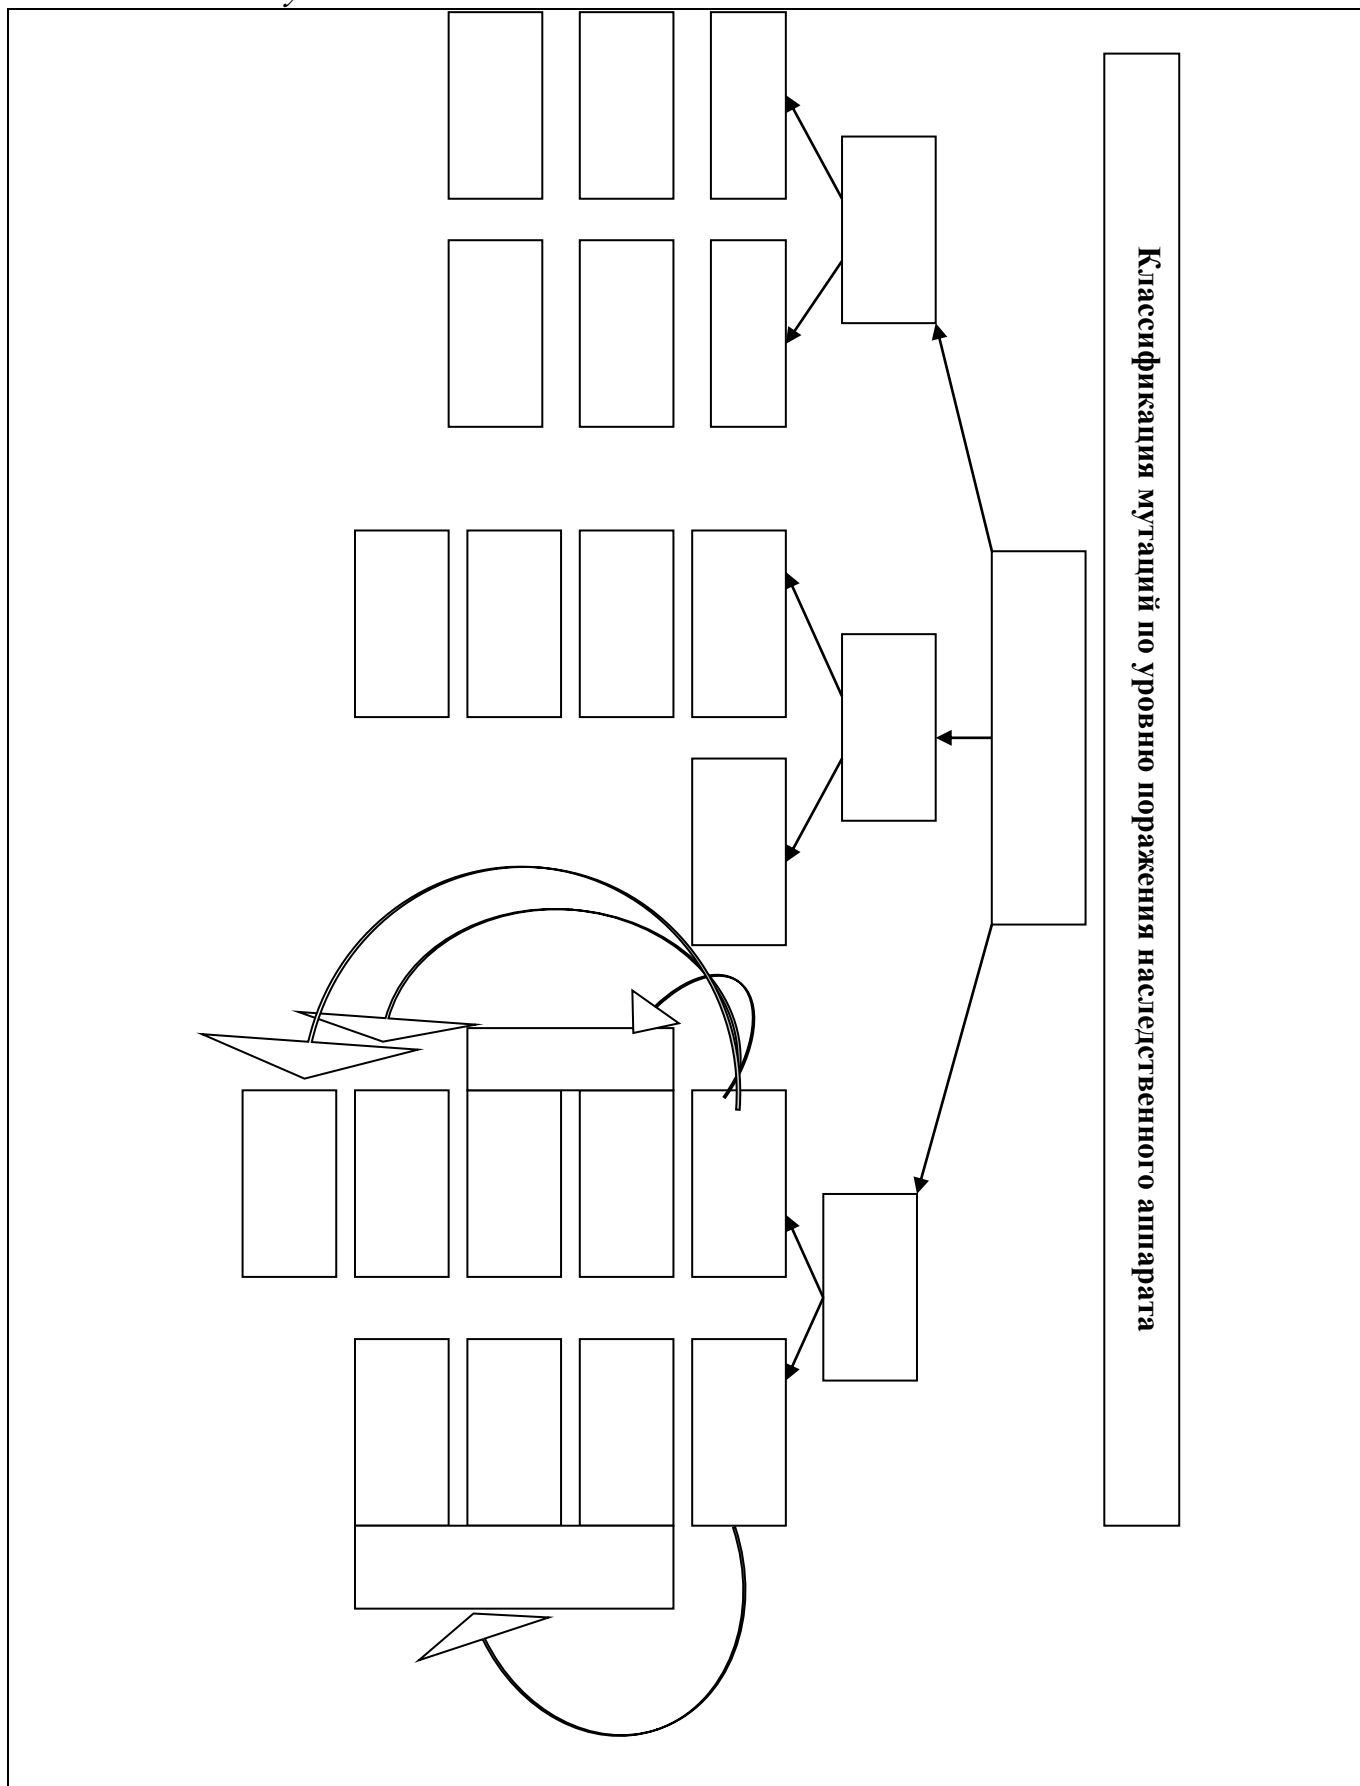 Классификация мутаций по уровню поражения наследственного аппарата